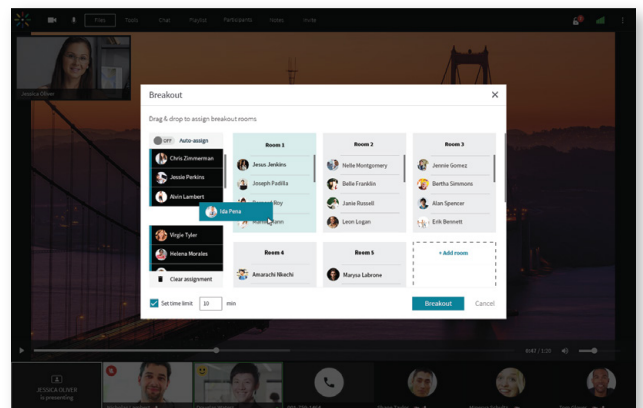 Files Tools Chat Playlist Participants Notes Invite
Jessica Oliver
Breakout
Drag & drop to assign breakout rooms
OFF Auto-assign
Chris Zimmerman
Jessie Perkins
Alvin Lambert
Ida Pena
Virgie Tyler
Helena Morales
Clear assignment
Room 1
Jesus Jenkins
Joseph Padilla
Roy
Mann
Room 2
Nelle Montgomery
Belle Franklin
Janie Russell
Leon Logan
Room 3
Jennie Gomez
Bertha Simmons
Alan Spencer
Erik Bennett
Room 4
Amarachi Nkechi
Room 5
Marysa Labrone
+ Add room
Set time limit 10 min
Breakout Cancel
JESSICA OLIVER
is presenting